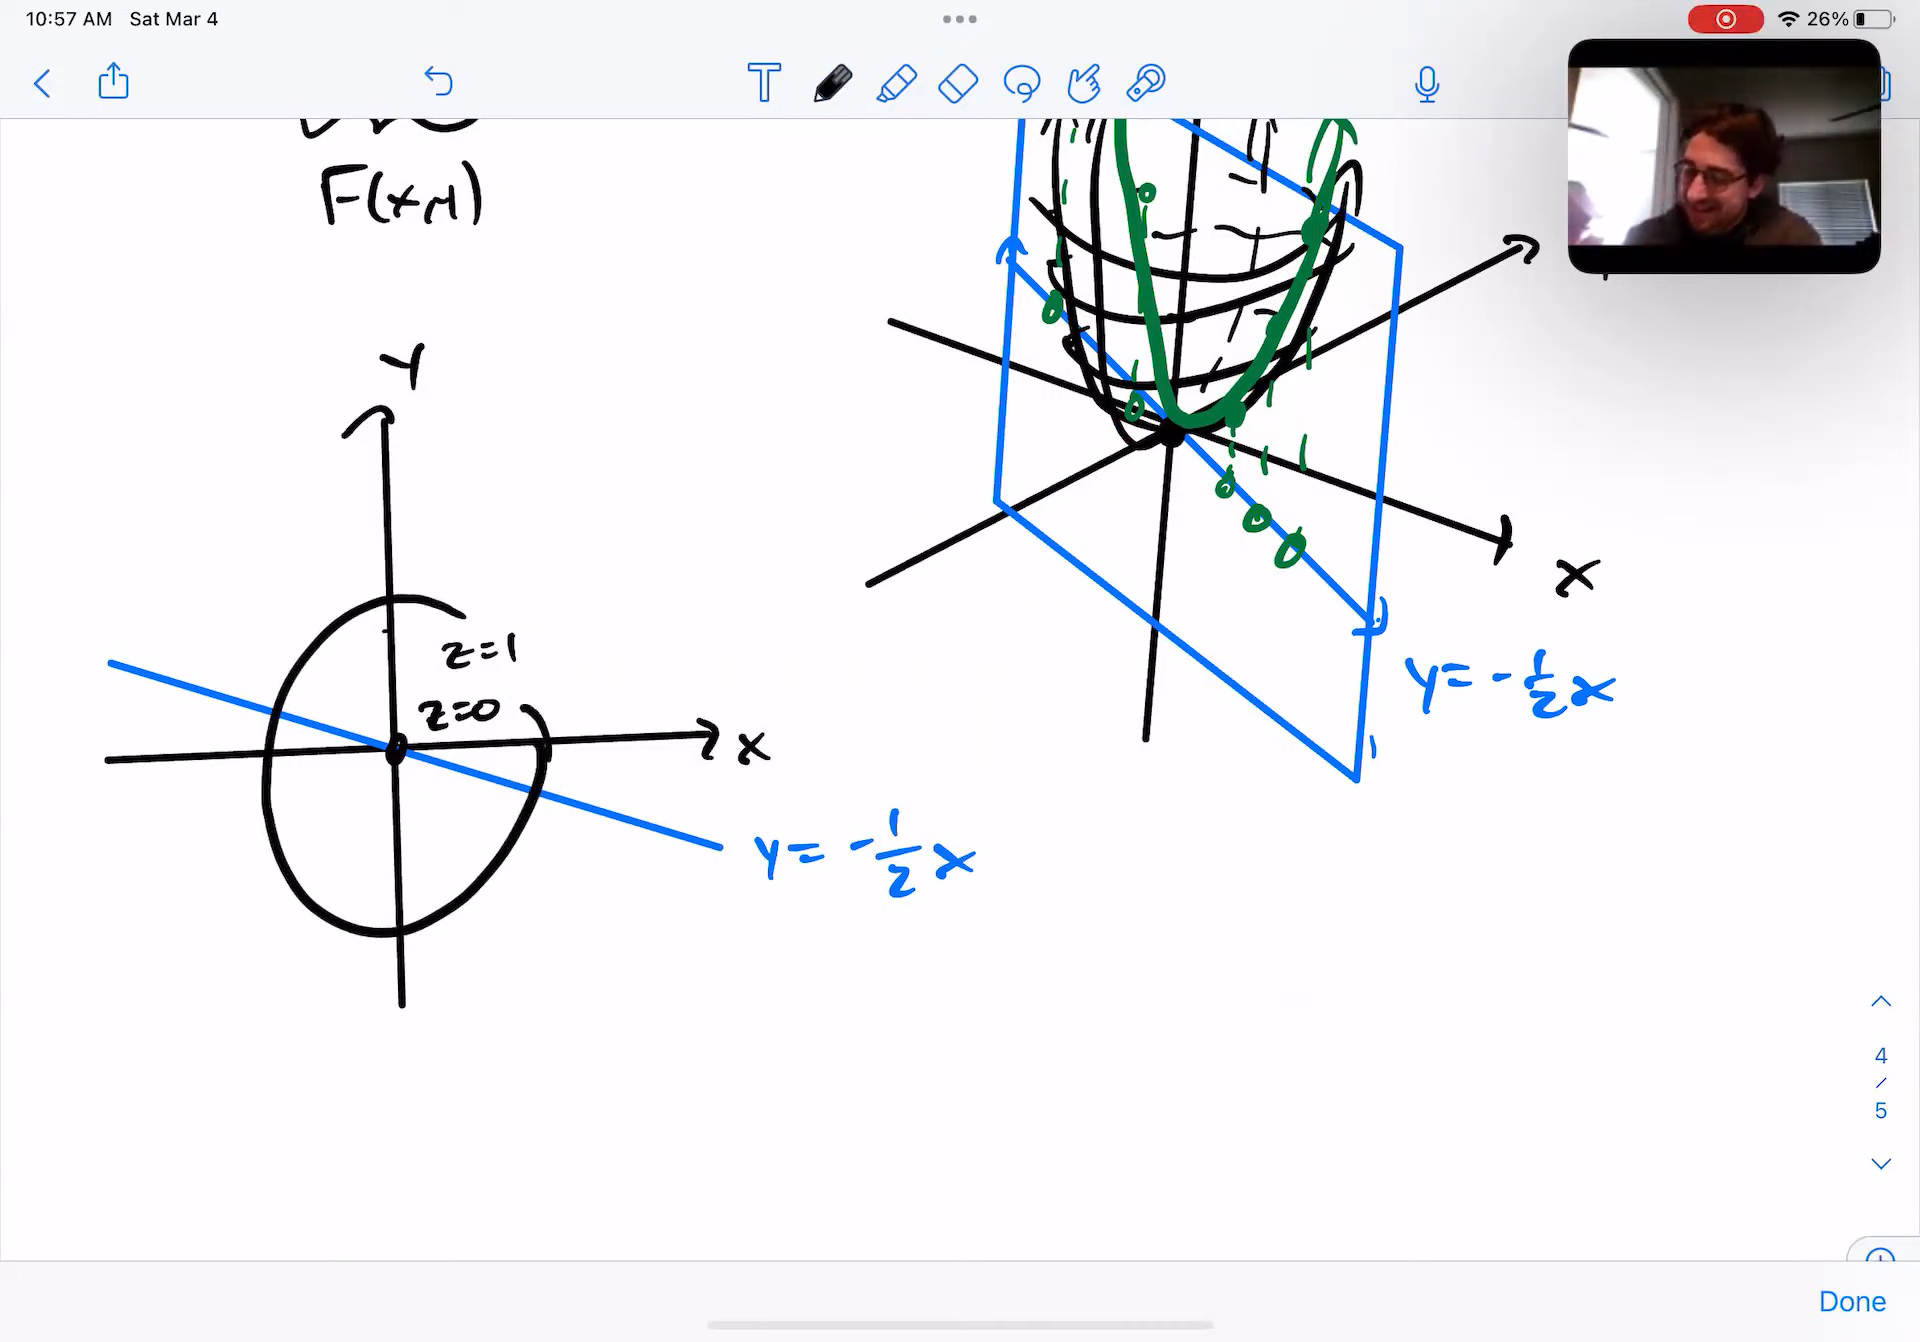 10:57 AM Sat Mar 4
26%
T
F(x,y)
Y
z=1
z=0
x
y= -1/2 x
x
y= -1/2 x
4
/
5
Done